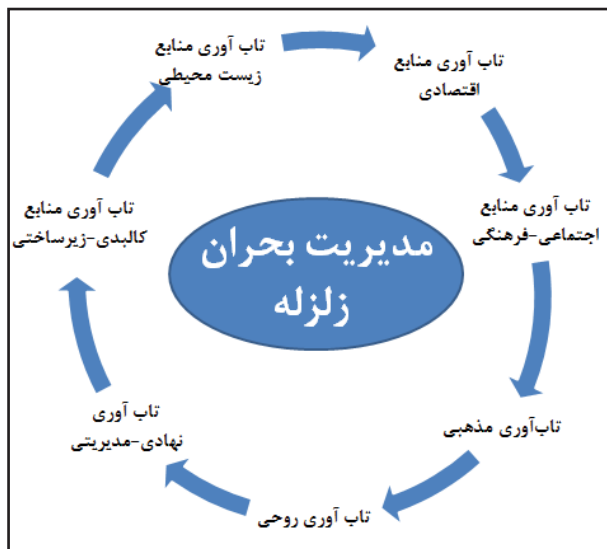 تاب آوری منابع
زیست محیطی
تاب آوری منابع
اقتصادی
تاب آوری منابع
اجتماعی-فرهنگی
تاب‌آوری مذهبی
تاب آوری روحی
تاب آوری
نهادی-مدیریتی
تاب آوری منابع
کالبدی-زیرساختی
مدیریت بحران
زلزله